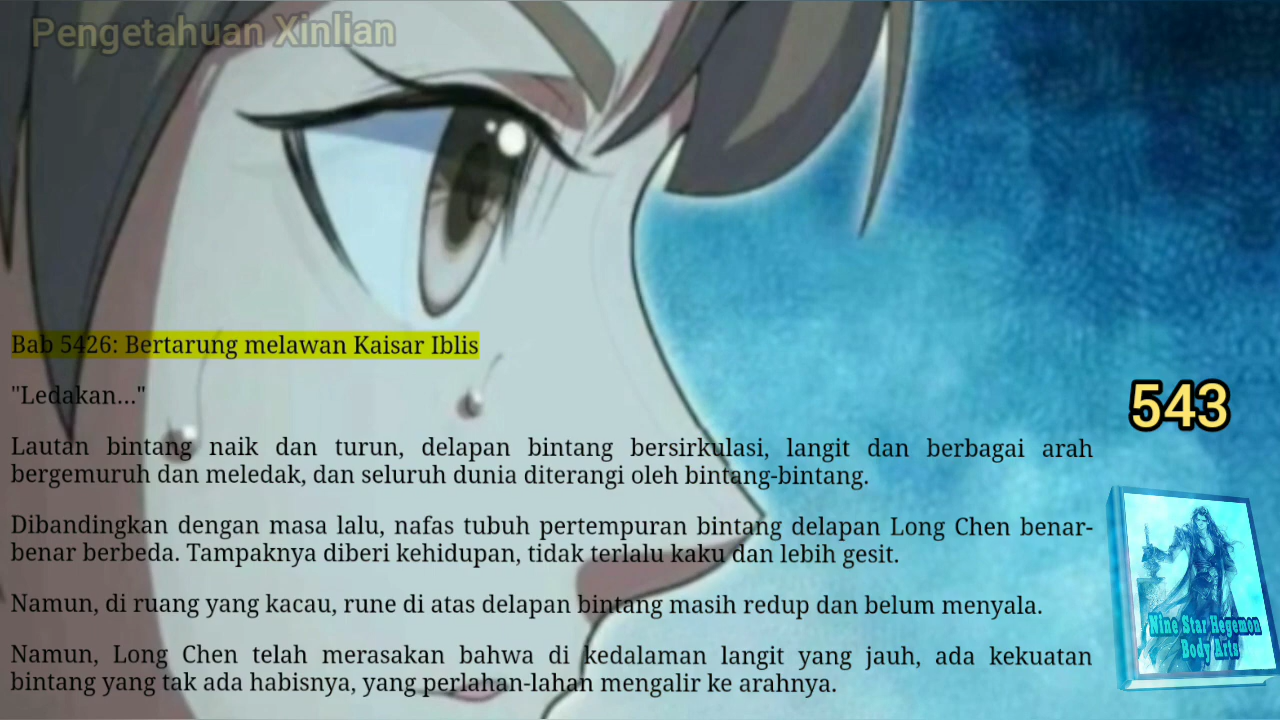 Pengetahuan Xinlian
Bab 5426: Bertarung melawan Kaisar Iblis
"Ledakan..."
Lautan bintang naik dan turun, delapan bintang bersirkulasi, langit dan berbagai arah
bergemuruh dan meledak, dan seluruh dunia diterangi oleh bintang-bintang.
Dibandingkan dengan masa lalu, nafas tubuh pertempuran bintang delapan Long Chen benar-
benar berbeda. Tampaknya diberi kehidupan, tidak terlalu kaku dan lebih gesit.
Namun, di ruang yang kacau, rune di atas delapan bintang masih redup dan belum menyala.
Namun, Long Chen telah merasakan bahwa di kedalaman langit yang jauh, ada kekuatan
bintang yang tak ada habisnya, yang perlahan-lahan mengalir ke arahnya.
543
Nine Star Hegemon
Body Arts